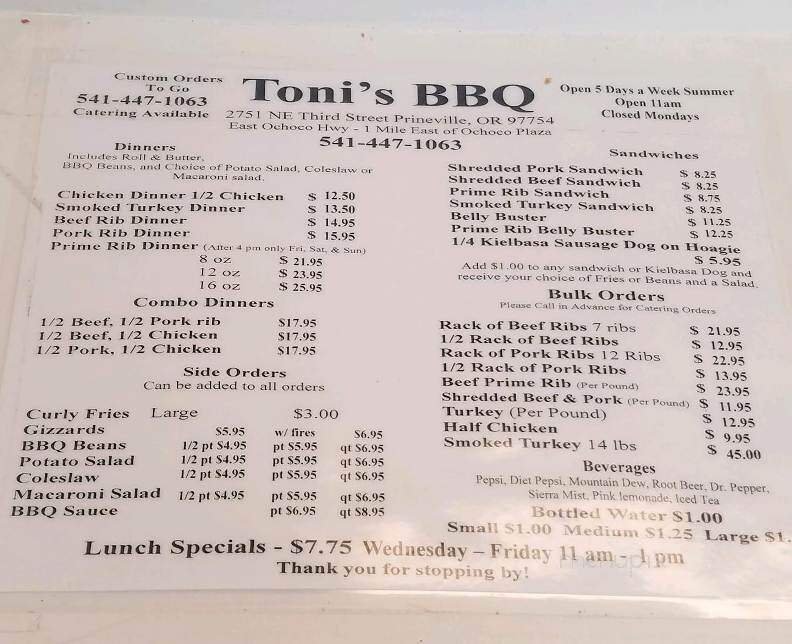 Custom Orders
To Go
541-447-1063
Catering Available
Toni's BBQ
2751 NE Third Street Prineville, OR 97754
East Ochoco Hwy - 1 Mile East of Ochoco Plaza
541-447-1063
Open 5 Days a Week Summer
Open 11am
Closed Mondays
Dinners
Includes Roll & Butter,
BBQ Beans, and Choice of Potato Salad, Coleslaw or
Macaroni salad.
Chicken Dinner 1/2 Chicken $ 12.50
Smoked Turkey Dinner $ 13.50
Beef Rib Dinner $ 14.95
Pork Rib Dinner $ 15.95
Prime Rib Dinner (After 4 pm only Fri, Sat, & Sun)
8 oz $ 21.95
12 oz $ 23.95
16 oz $ 25.95
Combo Dinners
1/2 Beef, 1/2 Pork rib $17.95
1/2 Beef, 1/2 Chicken $17.95
1/2 Pork, 1/2 Chicken $17.95
Side Orders
Can be added to all orders
Curly Fries Large $3.00
Gizzards $5.95 w/ fires $6.95
BBQ Beans 1/2 pt $4.95 pt $5.95 qt $6.95
Potato Salad 1/2 pt $4.95 pt $5.95 qt $6.95
Coleslaw 1/2 pt $4.95 pt $5.95 qt $6.95
Macaroni Salad 1/2 pt $4.95 pt $5.95 qt $6.95
BBQ Sauce pt $6.95 qt $8.95
Sandwiches
Shredded Pork Sandwich $ 8.25
Shredded Beef Sandwich $ 8.25
Prime Rib Sandwich $ 8.75
Smoked Turkey Sandwich $ 8.25
Belly Buster $ 11.25
Prime Rib Belly Buster $ 12.25
1/4 Kielbasa Sausage Dog on Hoagie
$ 5.95
Add $1.00 to any sandwich or Kielbasa Dog and
receive your choice of Fries or Beans and a Salad.
Bulk Orders
Please Call in Advance for Catering Orders
Rack of Beef Ribs 7 ribs $ 21.95
1/2 Rack of Beef Ribs $ 12.95
Rack of Pork Ribs 12 Ribs $ 22.95
1/2 Rack of Pork Ribs $ 13.95
Beef Prime Rib (Per Pound) $ 23.95
Shredded Beef & Pork (Per Pound) $ 11.95
Turkey (Per Pound) $ 12.95
Half Chicken $ 9.95
Smoked Turkey 14 lbs $ 45.00
Beverages
Pepsi, Diet Pepsi, Mountain Dew, Root Beer, Dr. Pepper,
Sierra Mist, Pink lemonade, Iced Tea
Bottled Water $1.00
Small $1.00 Medium $1.25 Large $1.
Lunch Specials - $7.75 Wednesday – Friday 11 am - 1 pm
Thank you for stopping by!